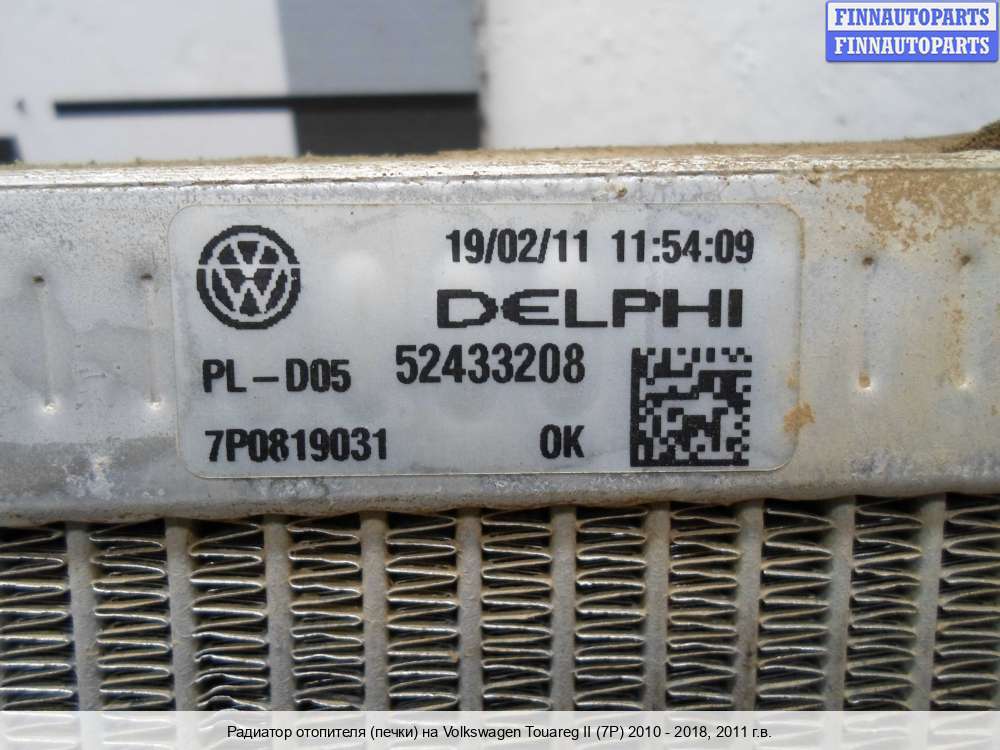 FINNAUTOPARTS
FINNAUTOPARTS
19/02/11 11:54:09
DELPHI
PL-D05 52433208
7P0819031 OK
Радиатор отопителя (печки) на Volkswagen Touareg II (7P) 2010 - 2018, 2011 г.в.